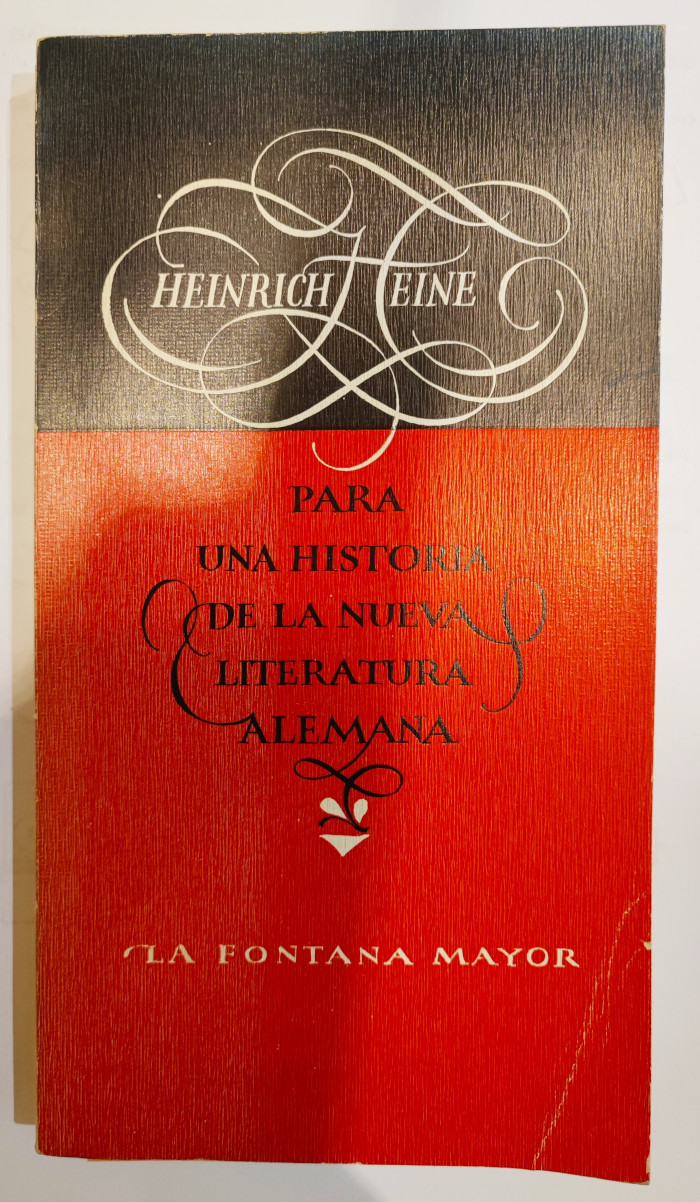 HEINRICH HEINE
PARA
UNA HISTORIA
DE LA NUEVA
LITERATURA
ALEMANA
LA FONTANA MAYOR